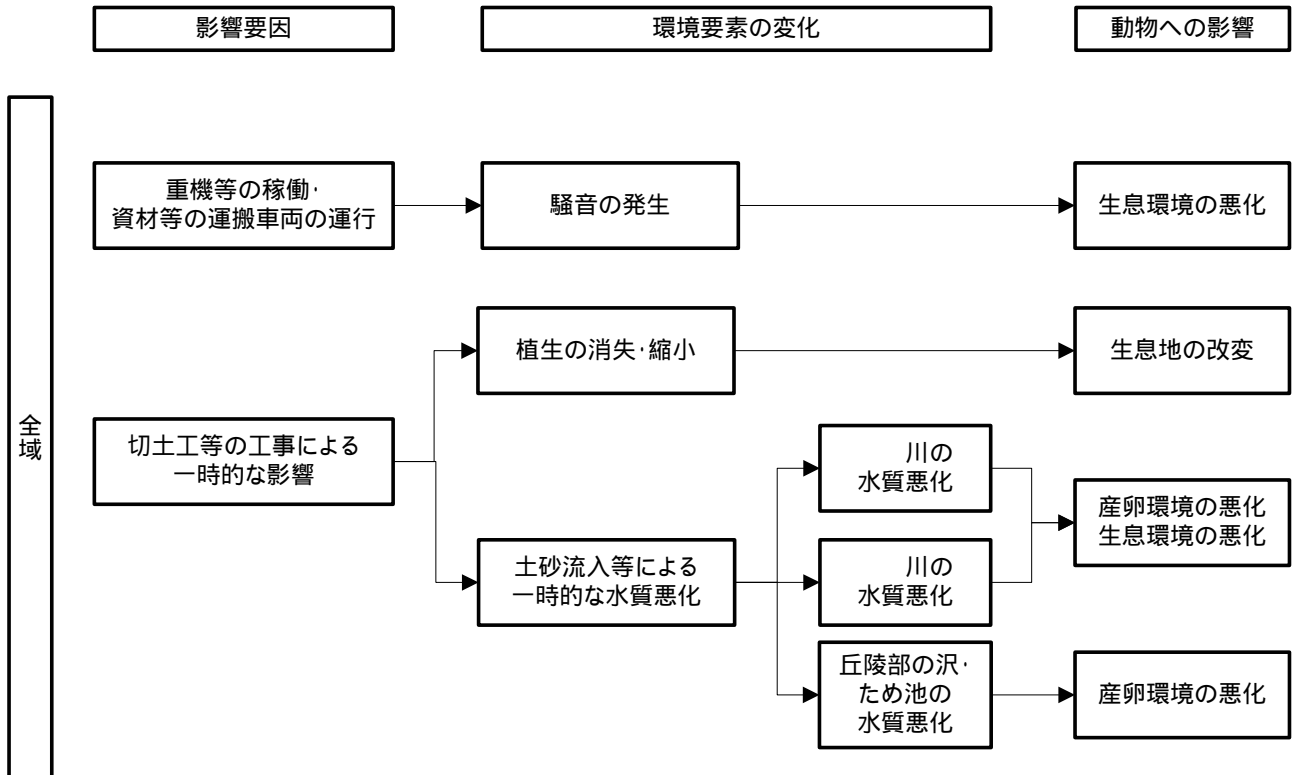 影響要因
環境要素の変化
動物への影響
全域
重機等の稼働・
資材等の運搬車両の運行
騒音の発生
生息環境の悪化
植生の消失・縮小
生息地の改変
切土工等の工事による
一時的な影響
川の
水質悪化
産卵環境の悪化
生息環境の悪化
土砂流入等による
一時的な水質悪化
川の
水質悪化
丘陵部の沢・
ため池の
水質悪化
産卵環境の悪化